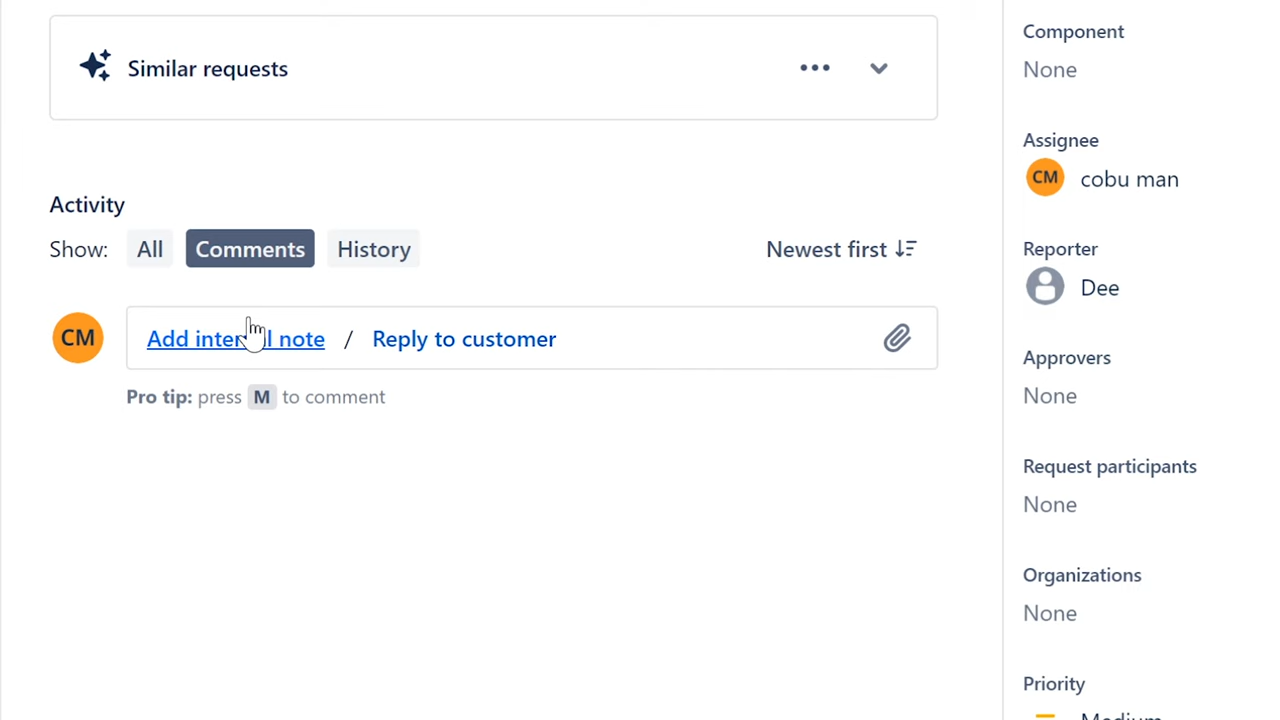 Similar requests
Activity
Show: All Comments History Newest first
CM Add internal note / Reply to customer
Pro tip: press M to comment
Component
None
Assignee
CM cobu man
Reporter
Dee
Approvers
None
Request participants
None
Organizations
None
Priority
Medium